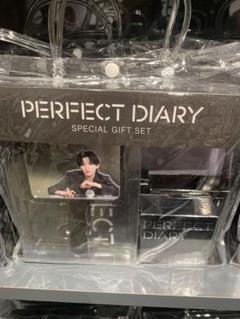 PERFECT DIARY
SPECIAL GIFT SET
PERFECT
DIARY